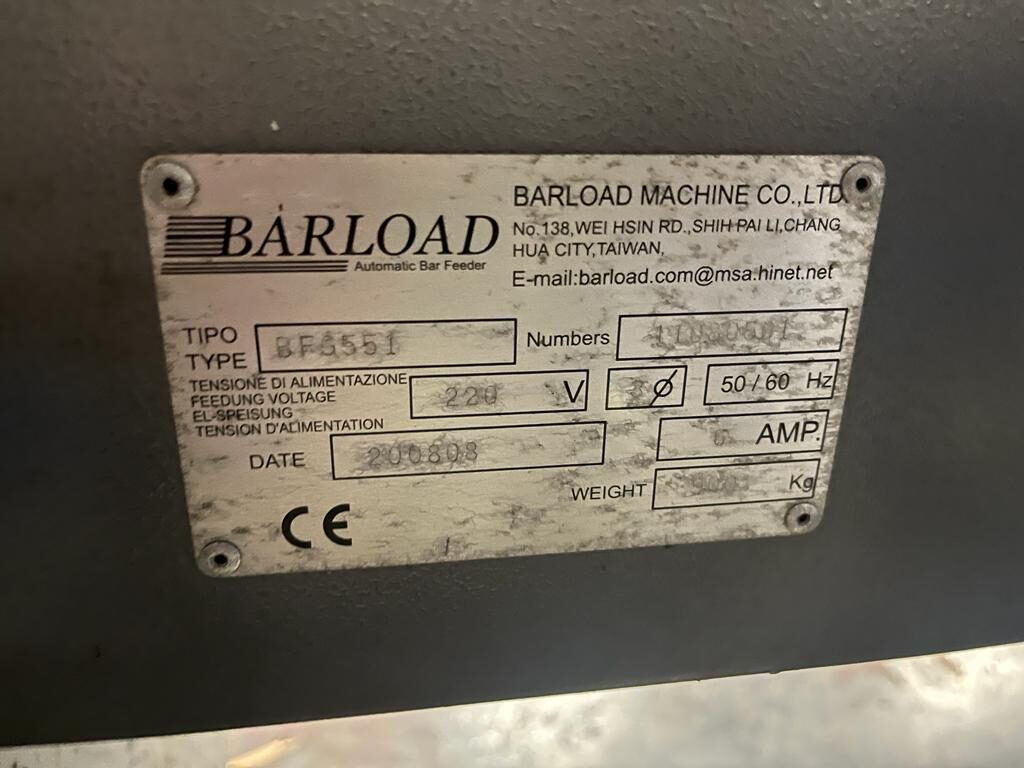 BARLOAD
Automatic Bar Feeder
BARLOAD MACHINE CO.,LTD.
No.138,WEI HSIN RD.,SHIH PAI LI,CHANG
HUA CITY,TAIWAN,
E-mail:barload.com@msa.hinet.net
TIPO
TYPE
Numbers
TENSIONE DI ALIMENTAZIONE
FEEDUNG VOLTAGE
EL-SPEISUNG
TENSION D'ALIMENTATION
220 V
Ø
50 / 60 Hz
DATE 200808
AMP.
WEIGHT Kg
CE